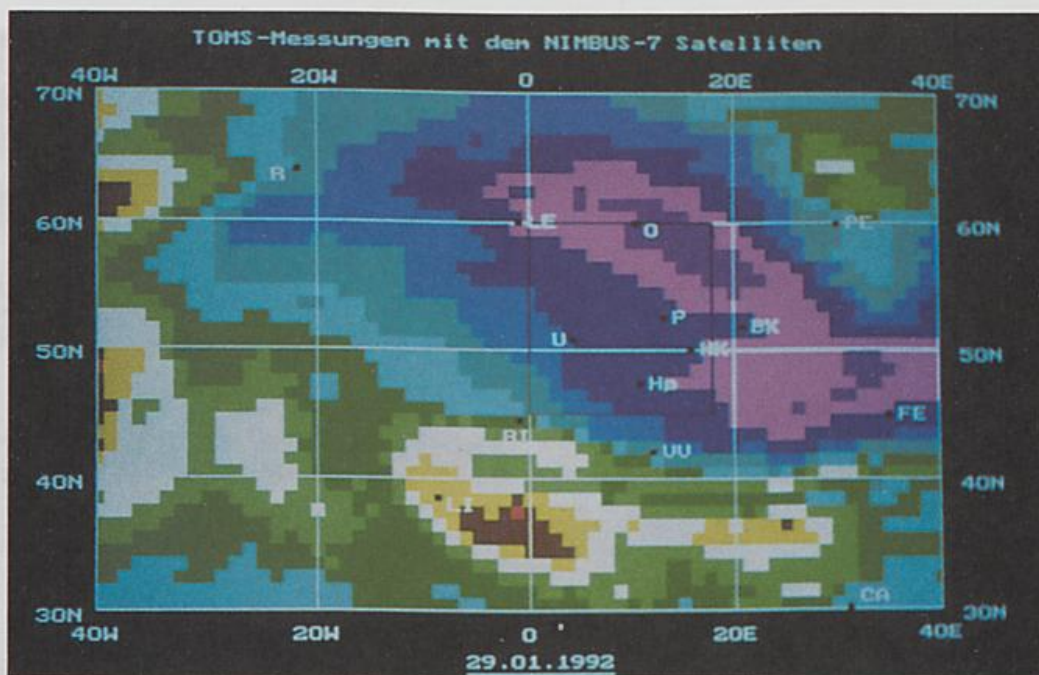 TOMS-Messungen mit dem NIMBUS-7 Satelliten
40W 20W 0 20E 40E
70N 70N
R
60N LE O PE 60N
P BK
U
50N HK 50N
Hp
FE
BI UU
40N 40N
LI
CA
30N 30N
40W 20W 0 20E 40E
29.01.1992